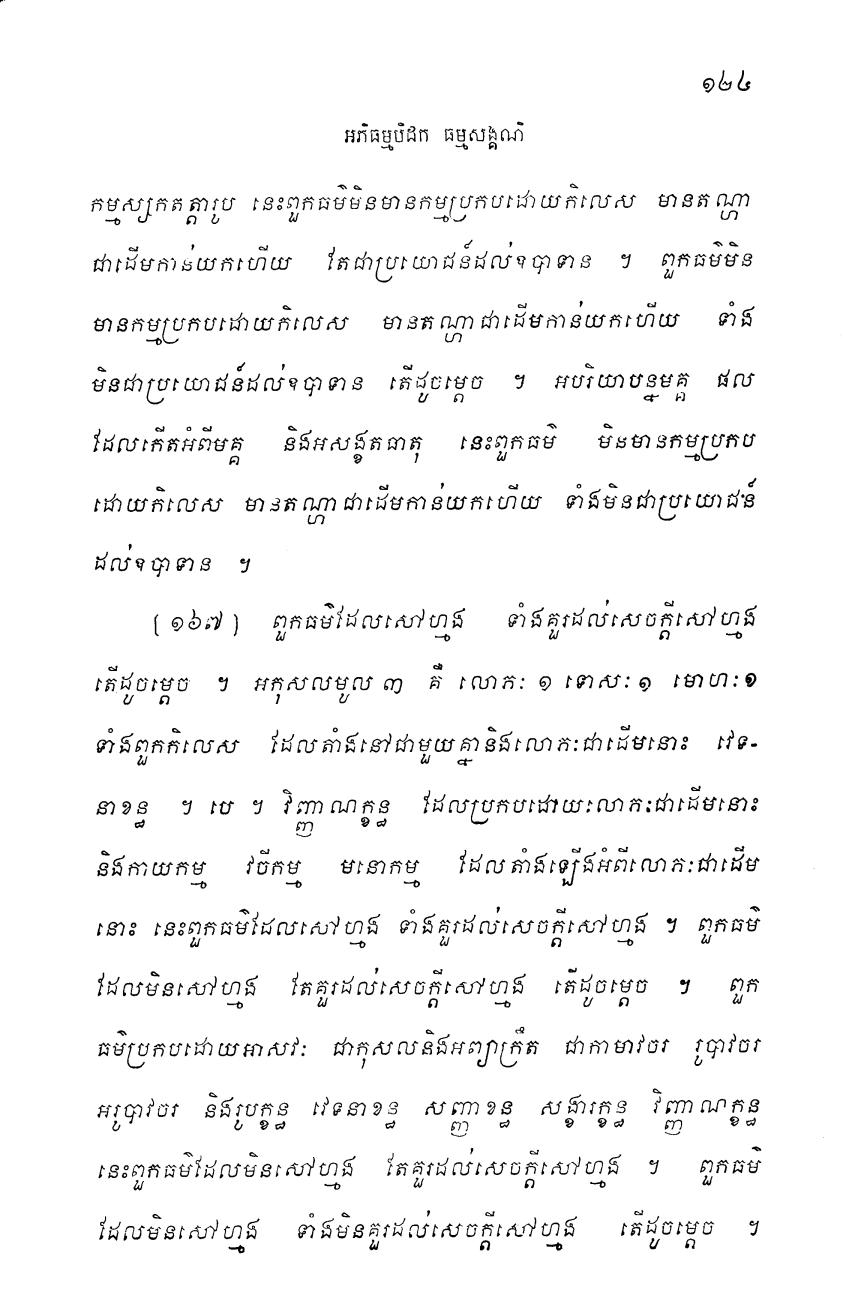 ១២៤
អភិធម្មបិដក ធម្មសង្គណិ
កម្មស្សកតត្តារូប នេះពួកធម៌មិនមានកម្មប្រកបដោយកិលេស មានតណ្ហា
ជាដើមកាន់យកហើយ តែជាប្រយោជន៍ដល់ឧបាទាន ។ ពួកធម៌មិន
មានកម្មប្រកបដោយកិលេស មានតណ្ហាជាដើមកាន់យកហើយ ទាំង
មិនជាប្រយោជន៍ដល់ឧបាទាន តើដូចម្តេច ។ អបរិយាបន្នមគ្គ ផល
ដែលកើតអំពីមគ្គ និងអសង្ខតធាតុ នេះពួកធម៌ មិនមានកម្មប្រកប
ដោយកិលេស មានតណ្ហាជាដើមកាន់យកហើយ ទាំងមិនជាប្រយោជន៍
ដល់ឧបាទាន ។
(១៦៧) ពួកធម៌ដែលសៅហ្មង ទាំងគួរដល់សេចក្តីសៅហ្មង
តើដូចម្តេច ។ អកុសលមូល ៣ គឺ លោភៈ ១ ទោសៈ ១ មោហៈ ១
ទាំងពួកកិលេស ដែលតាំងនៅជាមួយគ្នានិងលោភៈជាដើមនោះ វេទ-
នាខន្ធ ។ បេ ។ វិញ្ញាណក្ខន្ធ ដែលប្រកបដោយលោភៈជាដើមនោះ
និងកាយកម្ម វចីកម្ម មនោកម្ម ដែលតាំងឡើងអំពីលោភៈជាដើម
នោះ នេះពួកធម៌ដែលសៅហ្មង ទាំងគួរដល់សេចក្តីសៅហ្មង ។ ពួកធម៌
ដែលមិនសៅហ្មង តែគួរដល់សេចក្តីសៅហ្មង តើដូចម្តេច ។ ពួក
ធម៌ប្រកបដោយអាសវៈ ជាកុសលនិងអព្យាក្រឹត ជាកាមាវចរ រូបាវចរ
អរូបាវចរ និងរូបក្ខន្ធ វេទនាខន្ធ សញ្ញាខន្ធ សង្ខារក្ខន្ធ វិញ្ញាណក្ខន្ធ
នេះពួកធម៌ដែលមិនសៅហ្មង តែគួរដល់សេចក្តីសៅហ្មង ។ ពួកធម៌
ដែលមិនសៅហ្មង ទាំងមិនគួរដល់សេចក្តីសៅហ្មង តើដូចម្តេច ។